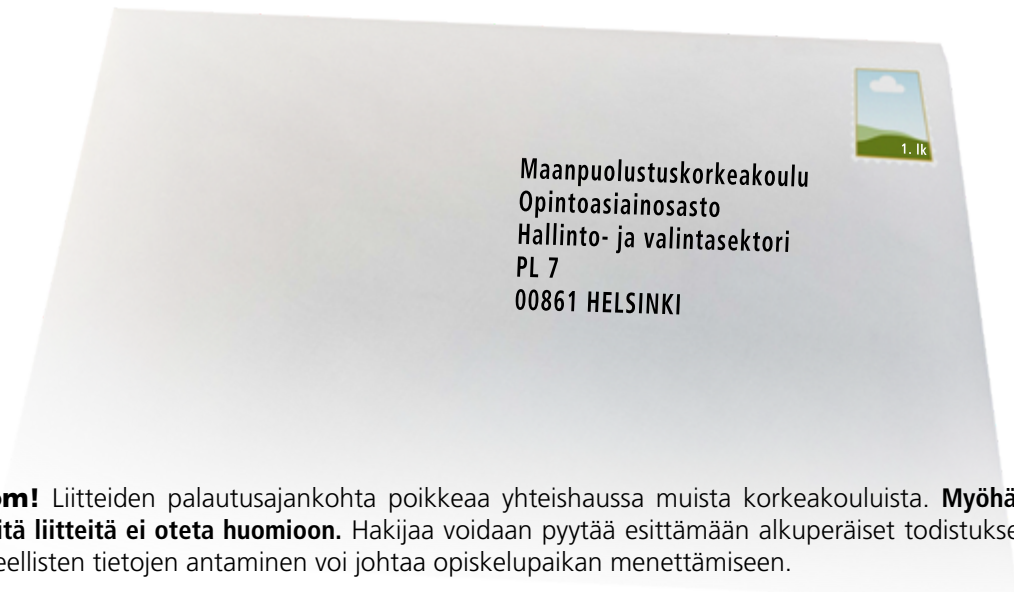 1. lk
Maanpuolustuskorkeakoulu
Opintoasiainosasto
Hallinto- ja valintasektori
PL 7
00861 HELSINKI
Liitteiden palautusajankohta poikkeaa yhteishaussa muista korkeakouluista.
liitteitä ei oteta huomioon. Hakijaa voidaan pyytää esittämään alkuperäiset
tietojen antaminen voi johtaa opiskelupaikan menettämiseen.